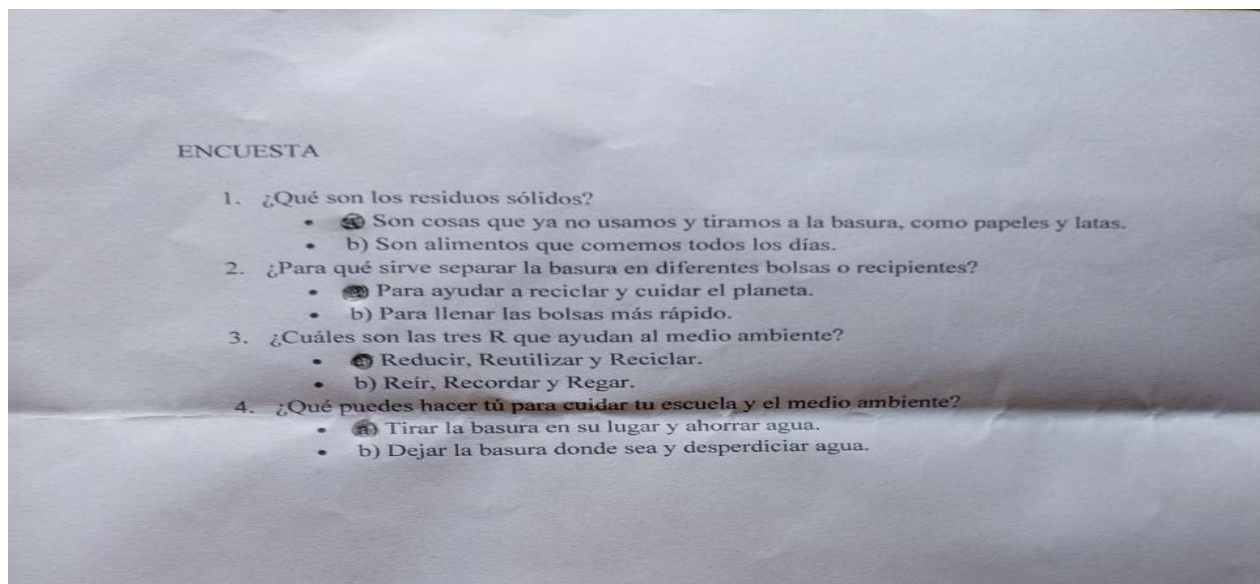 ENCUESTA
1. ¿Qué son los residuos sólidos?
• a) Son cosas que ya no usamos y tiramos a la basura, como papeles y latas.
• b) Son alimentos que comemos todos los días.
2. ¿Para qué sirve separar la basura en diferentes bolsas o recipientes?
• a) Para ayudar a reciclar y cuidar el planeta.
• b) Para llenar las bolsas más rápido.
3. ¿Cuáles son las tres R que ayudan al medio ambiente?
• a) Reducir, Reutilizar y Reciclar.
• b) Reír, Recordar y Regar.
4. ¿Qué puedes hacer tú para cuidar tu escuela y el medio ambiente?
• a) Tirar la basura en su lugar y ahorrar agua.
• b) Dejar la basura donde sea y desperdiciar agua.